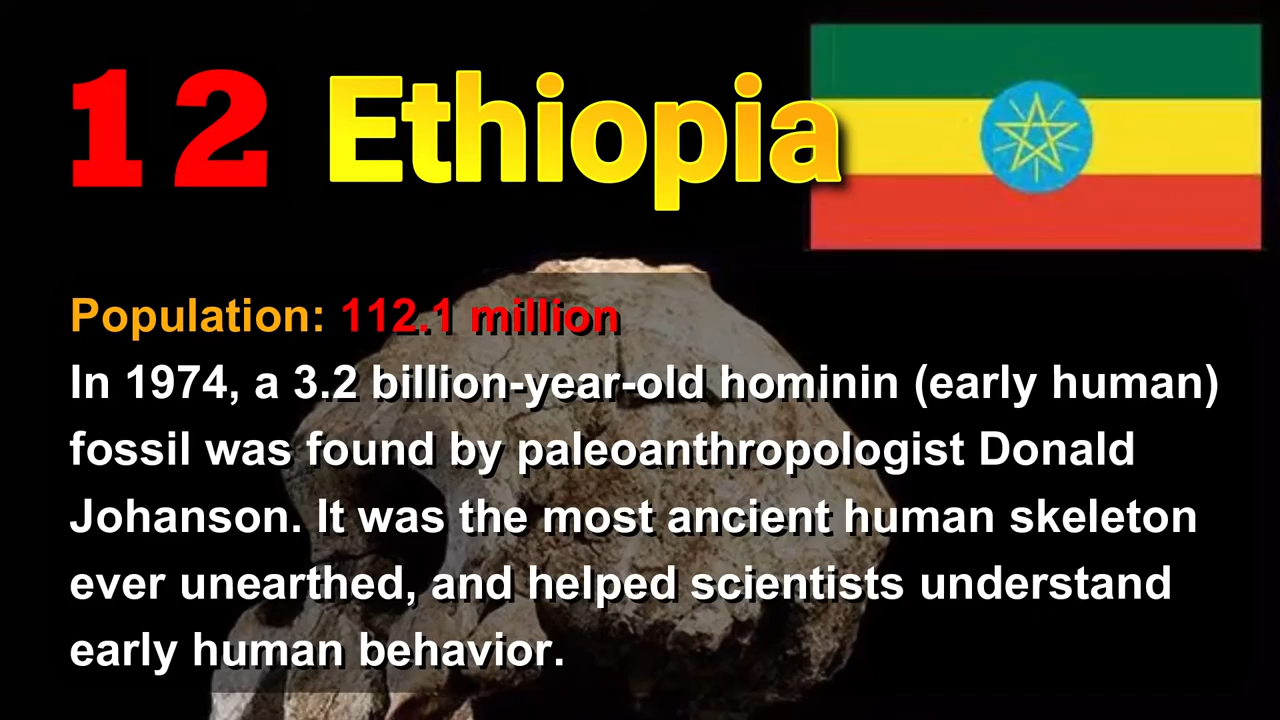 12 Ethiopia
Population: 112.1 million
In 1974, a 3.2 billion-year-old hominin (early human)
fossil was found by paleoanthropologist Donald
Johanson. It was the most ancient human skeleton
ever unearthed, and helped scientists understand
early human behavior.